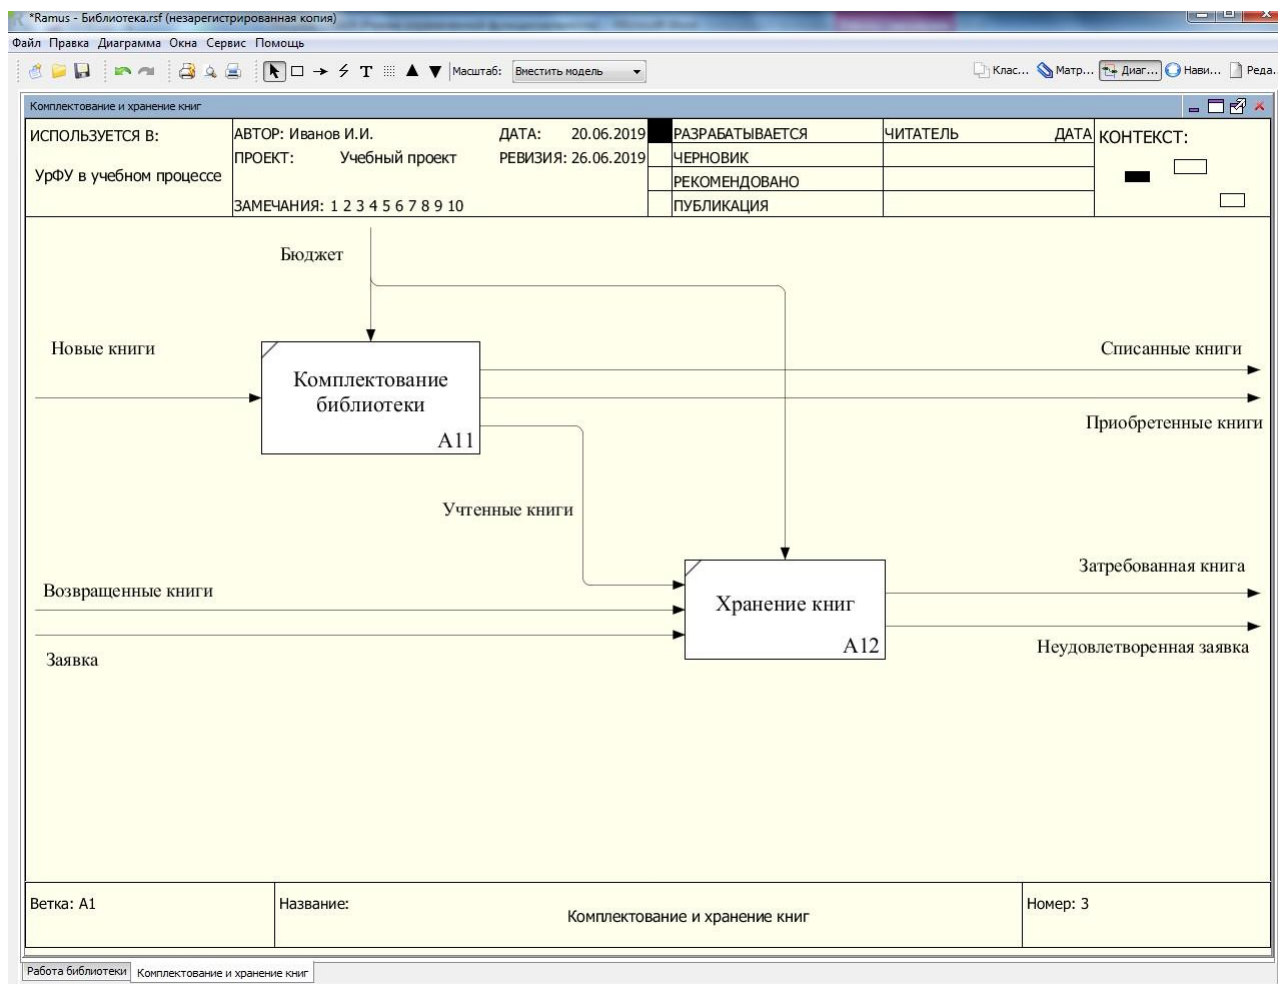 *Ramus - Библиотека.rsf (незарегистрированная копия)
Файл Правка Диаграмма Окна Сервис Помощь
Масштаб: Вместить модель Клас... Матр... Диаг... Нави... Реда...
Комплектование и хранение книг
ИСПОЛЬЗУЕТСЯ В:
УрФУ в учебном процессе
АВТОР: Иванов И.И. ДАТА: 20.06.2019
ПРОЕКТ: Учебный проект РЕВИЗИЯ: 26.06.2019
ЗАМЕЧАНИЯ: 1 2 3 4 5 6 7 8 9 10
РАЗРАБАТЫВАЕТСЯ
ЧЕРНОВИК
РЕКОМЕНДОВАНО
ПУБЛИКАЦИЯ
ЧИТАТЕЛЬ ДАТА
КОНТЕКСТ:
Бюджет
Новые книги
Комплектование
библиотеки
A11
Списанные книги
Приобретенные книги
Учтенные книги
Возвращенные книги
Заявка
Хранение книг
A12
Затребованная книга
Неудовлетворенная заявка
Ветка: A1
Название:
Комплектование и хранение книг
Номер: 3
Работа библиотеки Комплектование и хранение книг